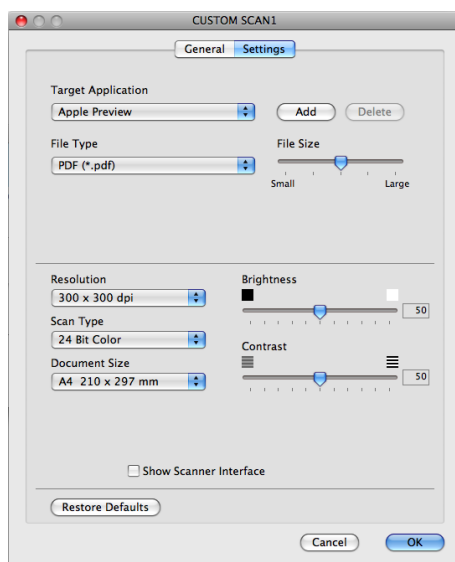 CUSTOM SCAN1
General Settings
Target Application
Apple Preview Add Delete
File Type File Size
PDF (*.pdf)
Small Large
Resolution Brightness
300 x 300 dpi
50
Scan Type
24 Bit Color
Contrast
Document Size
A4 210 x 297 mm 50
Show Scanner Interface
Restore Defaults
Cancel OK